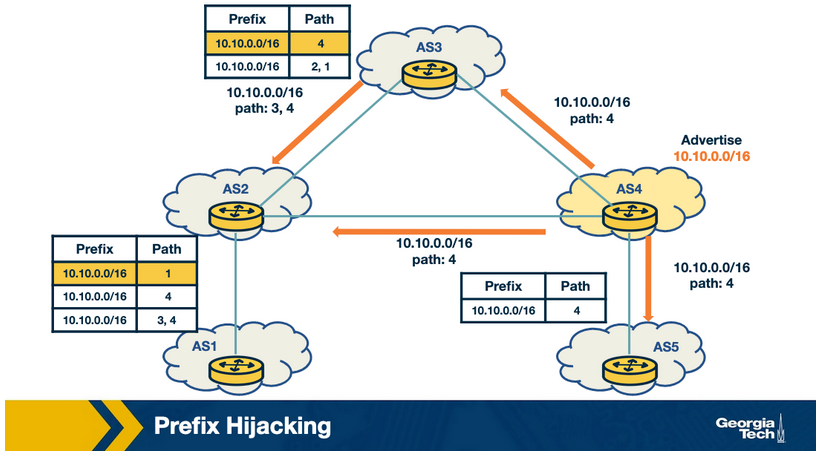 Prefix Path
10.10.0.0/16 4
10.10.0.0/16 2, 1
AS3
10.10.0.0/16
path: 3, 4
10.10.0.0/16
path: 4
Advertise
10.10.0.0/16
AS2
AS4
Prefix Path
10.10.0.0/16 1
10.10.0.0/16 4
10.10.0.0/16 3, 4
10.10.0.0/16
path: 4
10.10.0.0/16
path: 4
Prefix Path
10.10.0.0/16 4
AS1
AS5
Prefix Hijacking
Georgia
Tech